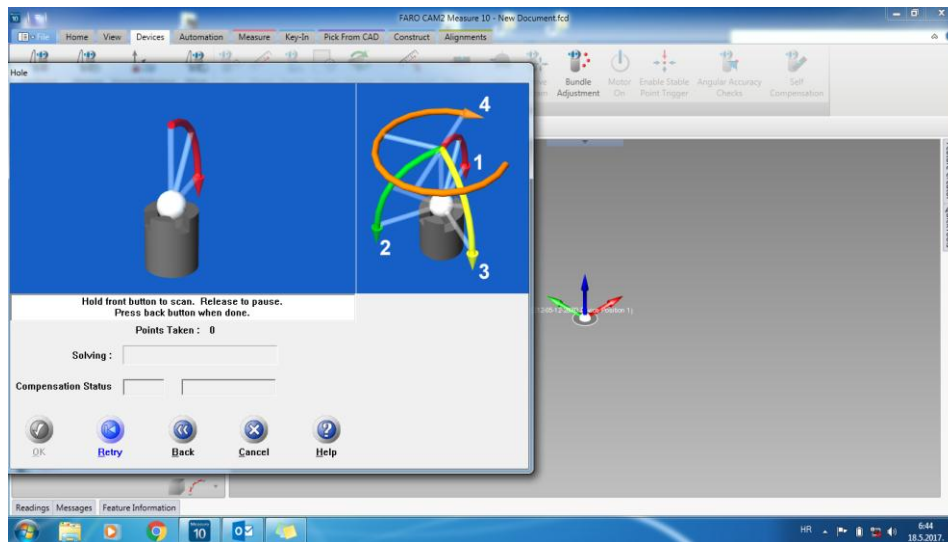 FARO CAM2 Measure 10 - New Document.fcd
File Home View Devices Automation Measure Key-In Pick From CAD Construct Alignments
Bundle Adjustment
Motor On
Enable Stable Point Trigger
Angular Accuracy Checks
Self Compensation
Hole
4
1
2
3
Hold front button to scan. Release to pause.
Press back button when done.
Points Taken : 0
Solving :
Compensation Status
OK Retry Back Cancel Help
Readings Messages Feature Information
Measure
10
HR 6:44
18.5.2017.